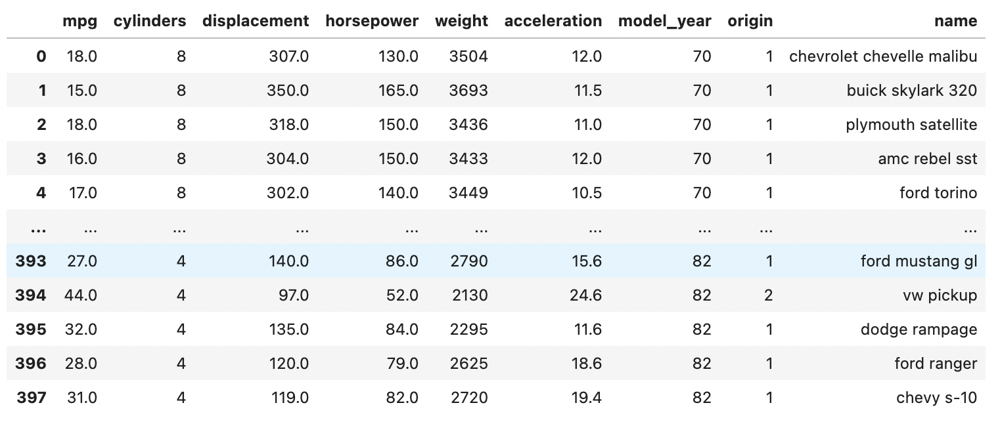 mpg cylinders displacement horsepower weight acceleration model_year origin name
0 18.0 8 307.0 130.0 3504 12.0 70 1 chevrolet chevelle malibu
1 15.0 8 350.0 165.0 3693 11.5 70 1 buick skylark 320
2 18.0 8 318.0 150.0 3436 11.0 70 1 plymouth satellite
3 16.0 8 304.0 150.0 3433 12.0 70 1 amc rebel sst
4 17.0 8 302.0 140.0 3449 10.5 70 1 ford torino
... ... ... ... ... ... ... ... ... ...
393 27.0 4 140.0 86.0 2790 15.6 82 1 ford mustang gl
394 44.0 4 97.0 52.0 2130 24.6 82 2 vw pickup
395 32.0 4 135.0 84.0 2295 11.6 82 1 dodge rampage
396 28.0 4 120.0 79.0 2625 18.6 82 1 ford ranger
397 31.0 4 119.0 82.0 2720 19.4 82 1 chevy s-10